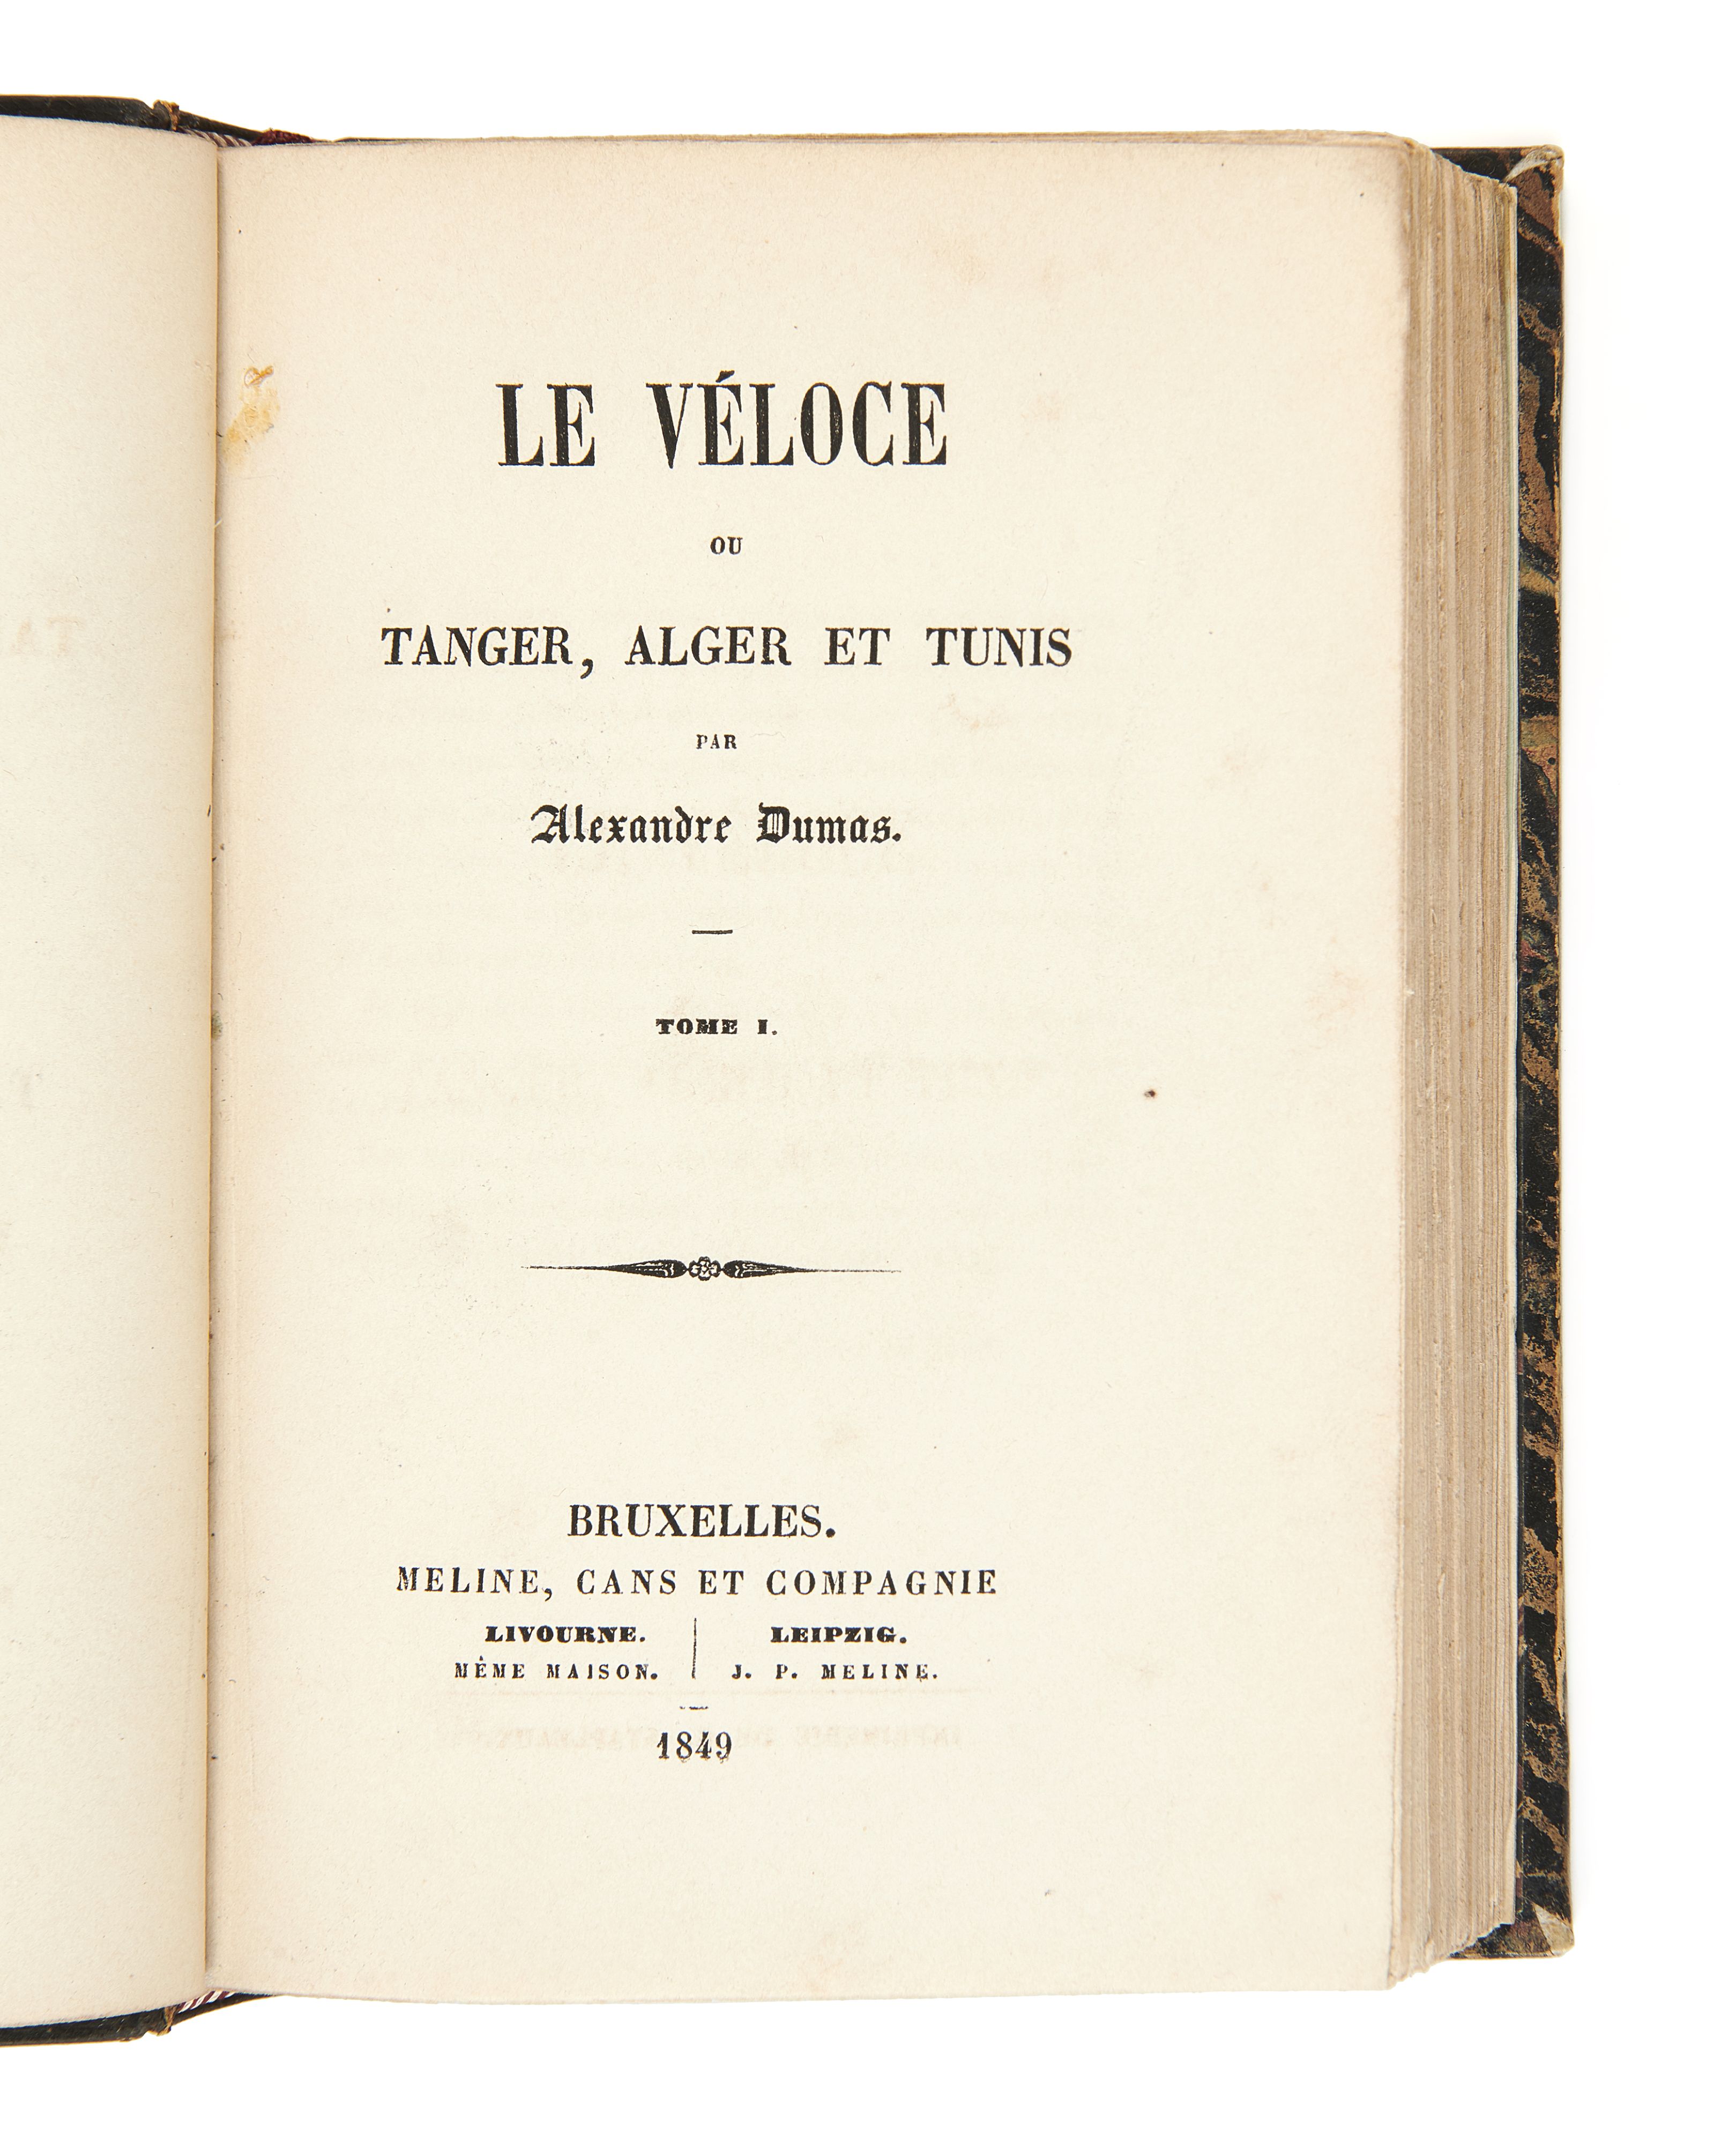 LE VÉLOCE
OU
TANGER, ALGER ET TUNIS
PAR
Alexandre Dumas.
TOME I.
BRUXELLES.
MELINE, CANS ET COMPAGNIE
LIVOURNE. LEIPZIG.
MÊME MAISON. J. P. MELINE.
1849